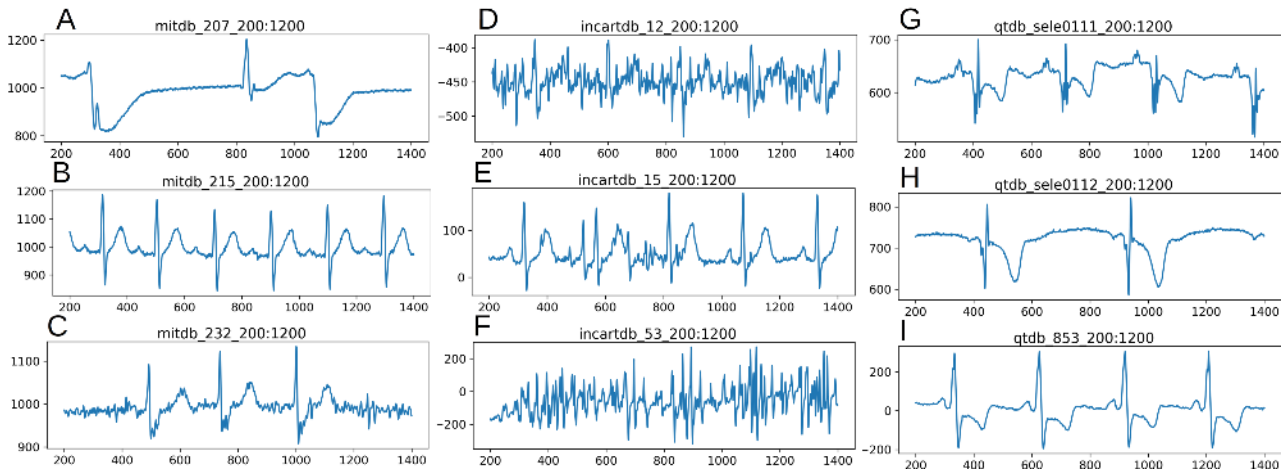 A
mitdb_207_200:1200
1200
1000
800
200 400 600 800 1000 1200 1400
B
mitdb_215_200:1200
1200
1100
1000
900
200 400 600 800 1000 1200 1400
C
mitdb_232_200:1200
1100
1000
900
200 400 600 800 1000 1200 1400
D
incartdb_12_200:1200
−400
−450
−500
200 400 600 800 1000 1200 1400
E
incartdb_15_200:1200
100
0
200 400 600 800 1000 1200 1400
F
incartdb_53_200:1200
200
0
−200
200 400 600 800 1000 1200 1400
G
qtdb_sele0111_200:1200
700
600
200 400 600 800 1000 1200 1400
H
qtdb_sele0112_200:1200
800
700
600
200 400 600 800 1000 1200 1400
I
qtdb_853_200:1200
200
0
−200
200 400 600 800 1000 1200 1400